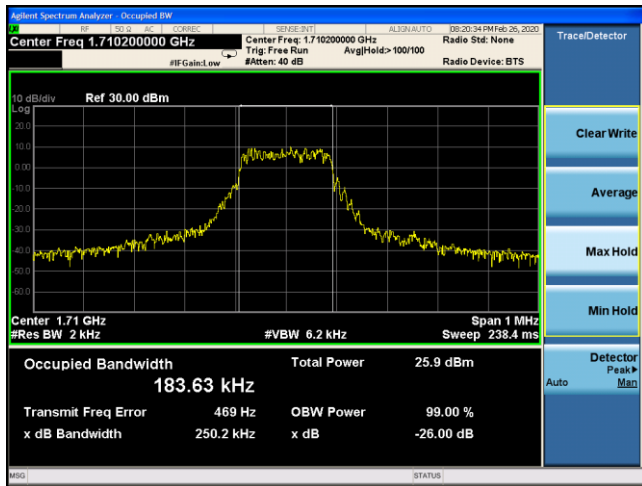 Agilent Spectrum Analyzer - Occupied BW
RF 50 Ω AC CORREC SENSE:INT ALIGN AUTO 08:20:34 PM Feb 26, 2020
Center Freq 1.710200000 GHz
Center Freq: 1.710200000 GHz
Radio Std: None
Trig: Free Run Avg|Hold:> 100/100
#IFGain:Low #Atten: 40 dB Radio Device: BTS
Trace/Detector
10 dB/div Ref 30.00 dBm
Log
20.0
10.0
0.00
-10.0
-20.0
-30.0
-40.0
-50.0
-60.0
Clear Write
Average
Max Hold
Min Hold
Center 1.71 GHz Span 1 MHz
#Res BW 2 kHz #VBW 6.2 kHz Sweep 238.4 ms
Detector
Peak▶
Auto Man
Occupied Bandwidth Total Power 25.9 dBm
183.63 kHz
Transmit Freq Error 469 Hz OBW Power 99.00 %
x dB Bandwidth 250.2 kHz x dB -26.00 dB
MSG STATUS